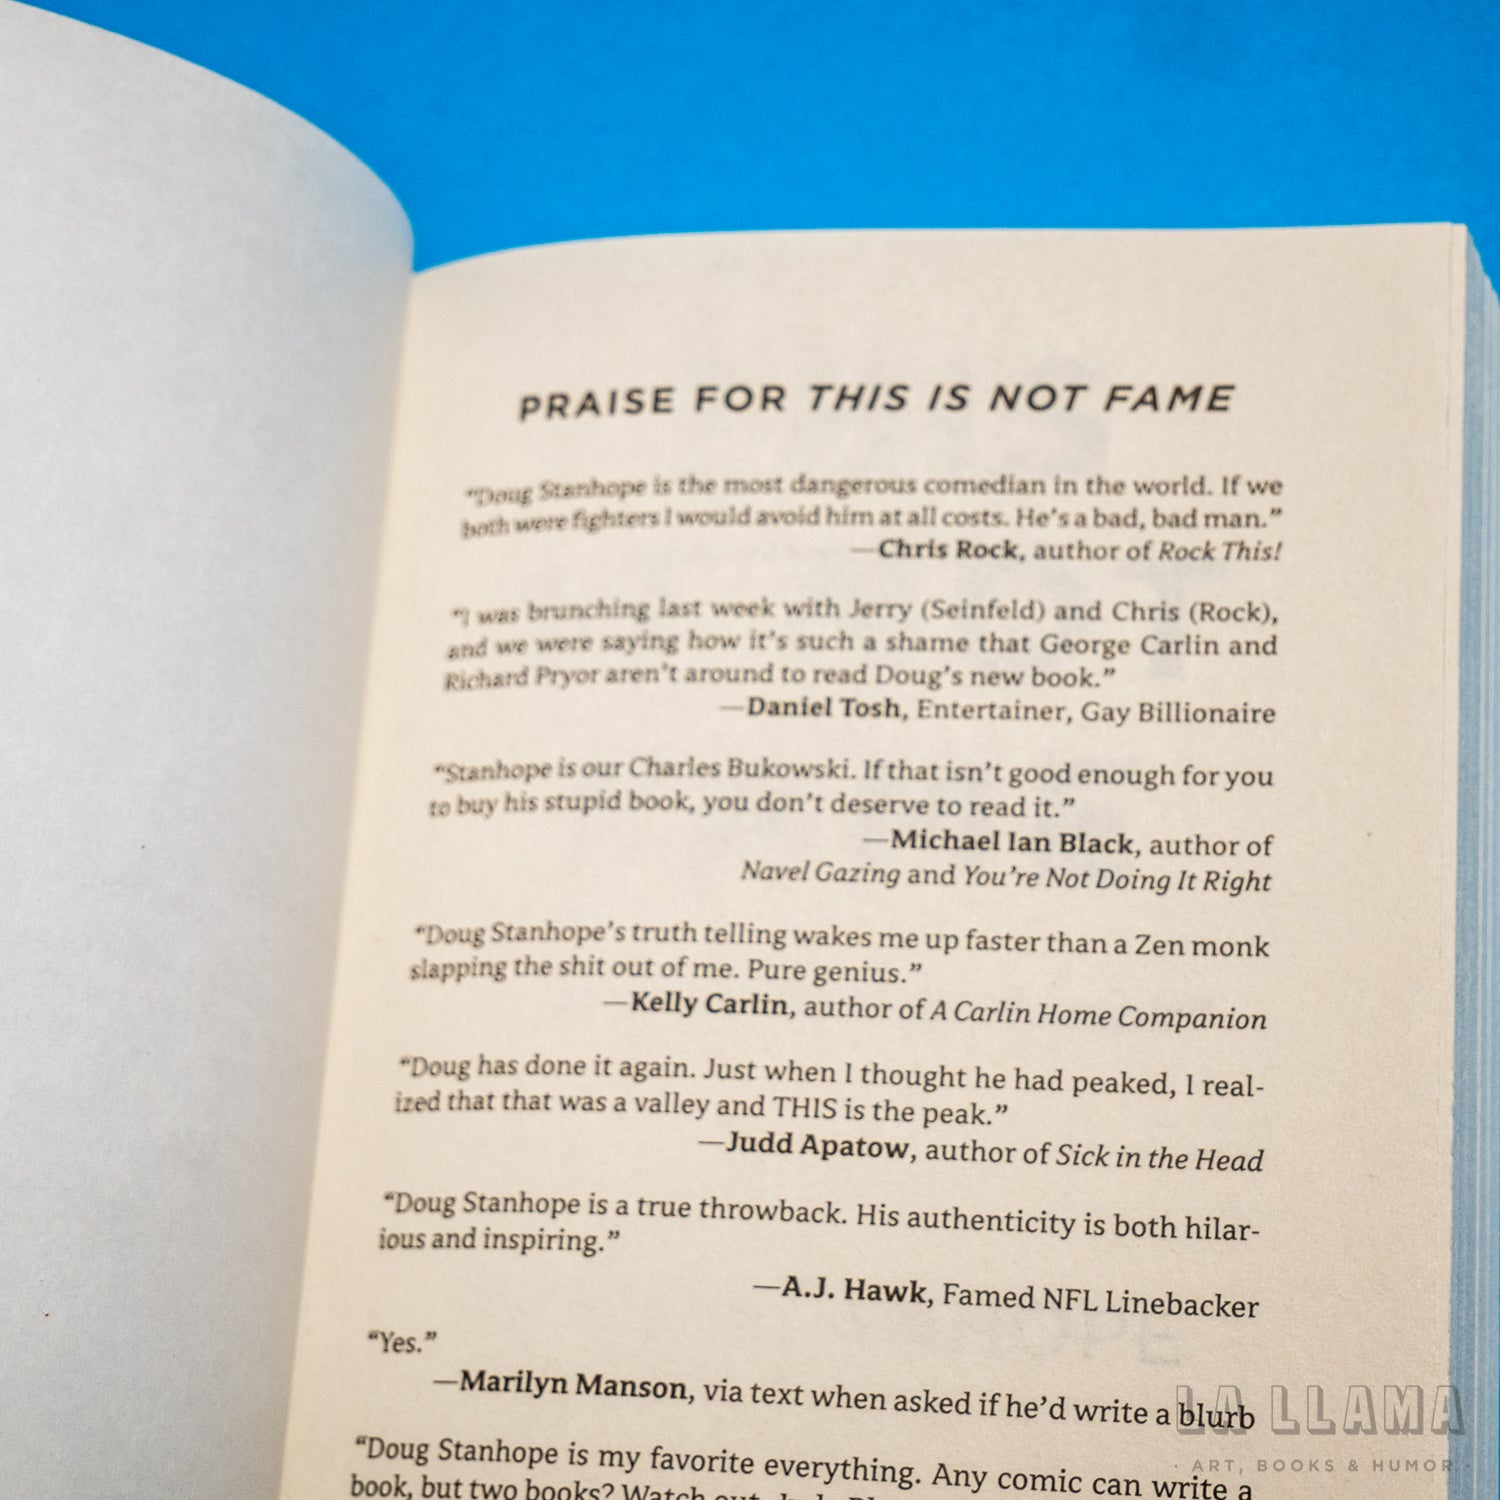 PRAISE FOR THIS IS NOT FAME
“Doug Stanhope is the most dangerous comedian in the world. If we
both were fighters I would avoid him at all costs. He’s a bad, bad man.”
—Chris Rock, author of Rock This!
“I was brunching last week with Jerry (Seinfeld) and Chris (Rock),
and we were saying how it’s such a shame that George Carlin and
Richard Pryor aren’t around to read Doug’s new book.”
—Daniel Tosh, Entertainer, Gay Billionaire
“Stanhope is our Charles Bukowski. If that isn’t good enough for you
to buy his stupid book, you don’t deserve to read it.”
—Michael Ian Black, author of
Navel Gazing and You’re Not Doing It Right
“Doug Stanhope’s truth telling wakes me up faster than a Zen monk
slapping the shit out of me. Pure genius.”
—Kelly Carlin, author of A Carlin Home Companion
“Doug has done it again. Just when I thought he had peaked, I real-
ized that that was a valley and THIS is the peak.”
—Judd Apatow, author of Sick in the Head
“Doug Stanhope is a true throwback. His authenticity is both hilar-
ious and inspiring.”
—A.J. Hawk, Famed NFL Linebacker
“Yes.”
—Marilyn Manson, via text when asked if he’d write a blurb
“Doug Stanhope is my favorite everything. Any comic can write a
book, but two books? Watch out,
LA LLAMA
· ART, BOOKS & HUMOR ·